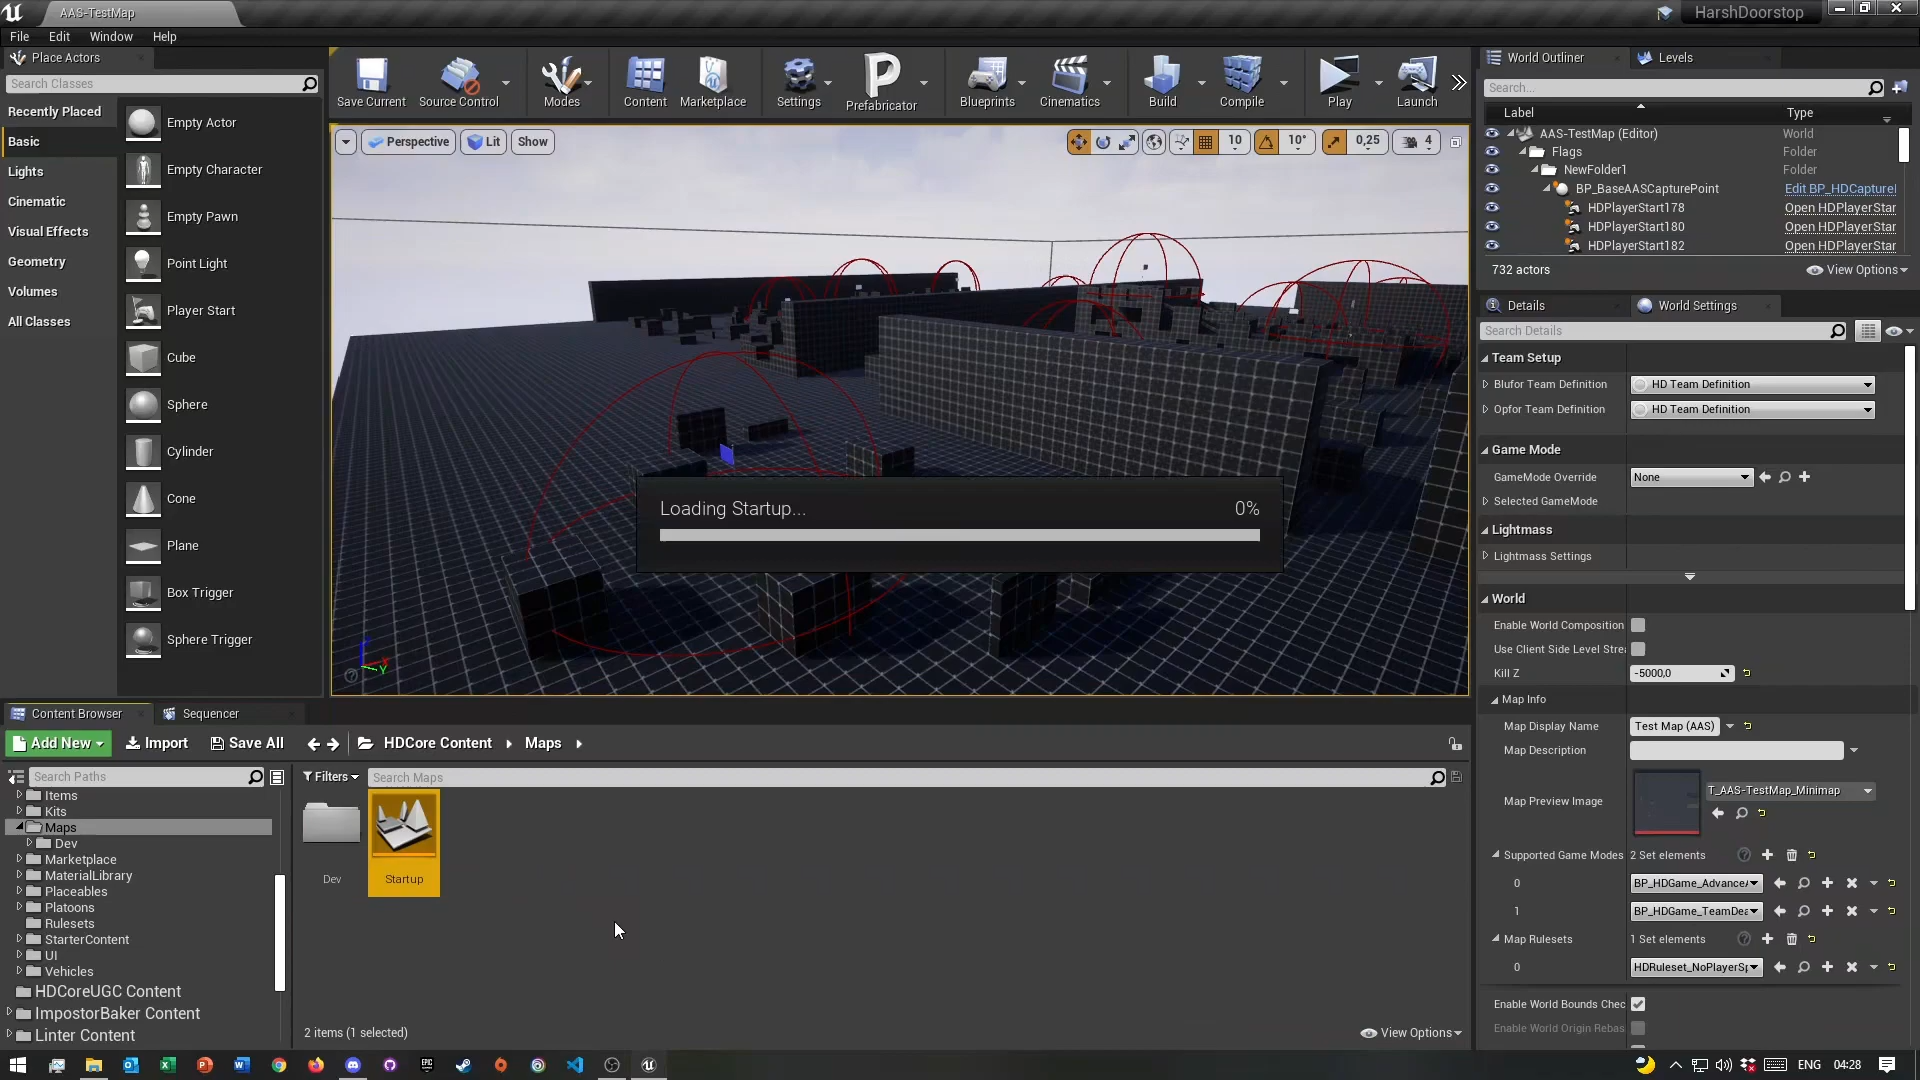 AAS-TestMap
HarshDoorstop
File Edit Window Help
Place Actors
Search Classes
Recently Placed
Basic
Lights
Cinematic
Visual Effects
Geometry
Volumes
All Classes
Empty Actor
Empty Character
Empty Pawn
Point Light
Player Start
Cube
Sphere
Cylinder
Cone
Plane
Box Trigger
Sphere Trigger
Save Current Source Control Modes Content Marketplace Settings Prefabricator Blueprints Cinematics Build Compile Play Launch
Perspective Lit Show
10 10° 0,25 4
Loading Startup... 0%
Y
World Outliner Levels
Search...
Label Type
AAS-TestMap (Editor) World
Flags Folder
NewFolder1 Folder
BP_BaseAASCapturePoint Edit BP_HDCaptureI
HDPlayerStart178 Open HDPlayerStar
HDPlayerStart180 Open HDPlayerStar
HDPlayerStart182 Open HDPlayerStar
732 actors View Options
Details World Settings
Search Details
Team Setup
Blufor Team Definition HD Team Definition
Opfor Team Definition HD Team Definition
Game Mode
GameMode Override None
Selected GameMode
Lightmass
Lightmass Settings
World
Enable World Composition
Use Client Side Level Strea
Kill Z -5000,0
Map Info
Map Display Name Test Map (AAS)
Map Description
Map Preview Image T_AAS-TestMap_Minimap
Supported Game Modes 2 Set elements
0 BP_HDGame_AdvanceA
1 BP_HDGame_TeamDea
Map Rulesets 1 Set elements
0 HDRuleset_NoPlayerSp
Enable World Bounds Chec
Enable World Origin Rebas
Content Browser Sequencer
Add New Import Save All HDCore Content Maps
Search Paths
Filters Search Maps
Items
Kits
Maps
Dev
Marketplace
MaterialLibrary
Placeables
Platoons
Rulesets
StarterContent
UI
Vehicles
HDCoreUGC Content
ImpostorBaker Content
Linter Content
Dev Startup
2 items (1 selected) View Options
ENG 04:28